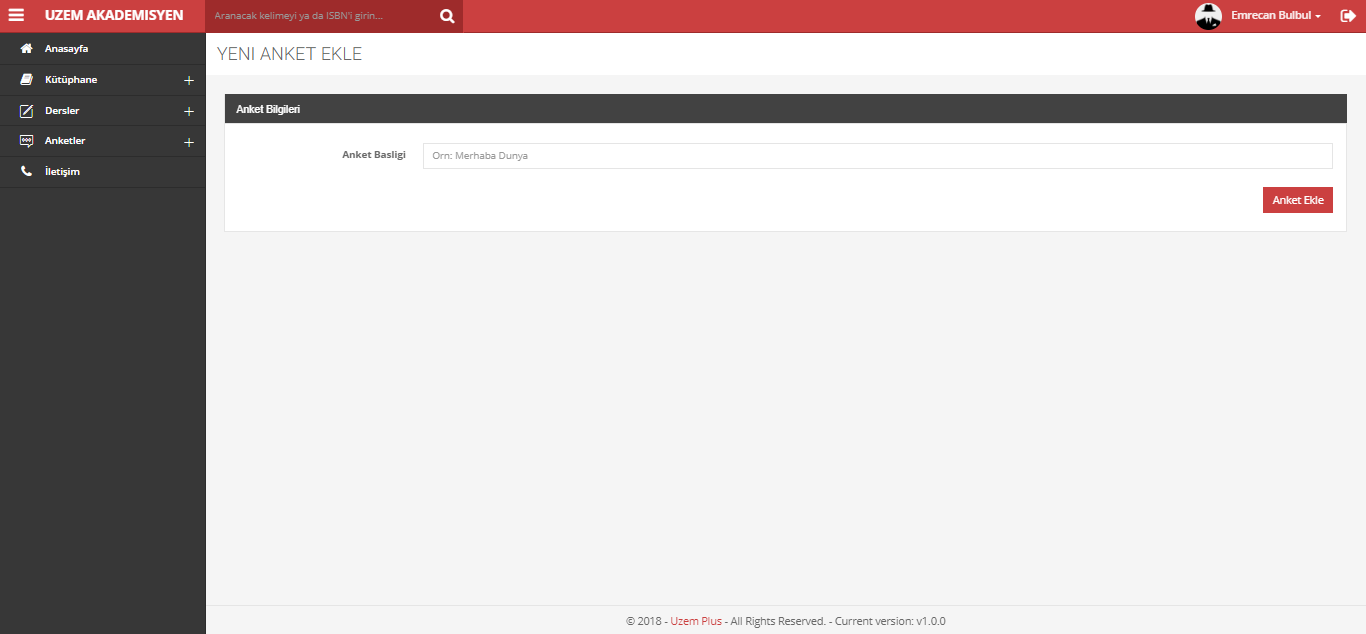 UZEM AKADEMISYEN
Aranacak kelimeyi ya da ISBN'i girin...
Emrecan Bulbul
Anasayfa
Kütüphane
Dersler
Anketler
İletişim
YENI ANKET EKLE
Anket Bilgileri
Anket Basligi
Orn: Merhaba Dunya
Anket Ekle
© 2018 - Uzem Plus - All Rights Reserved. - Current version: v1.0.0